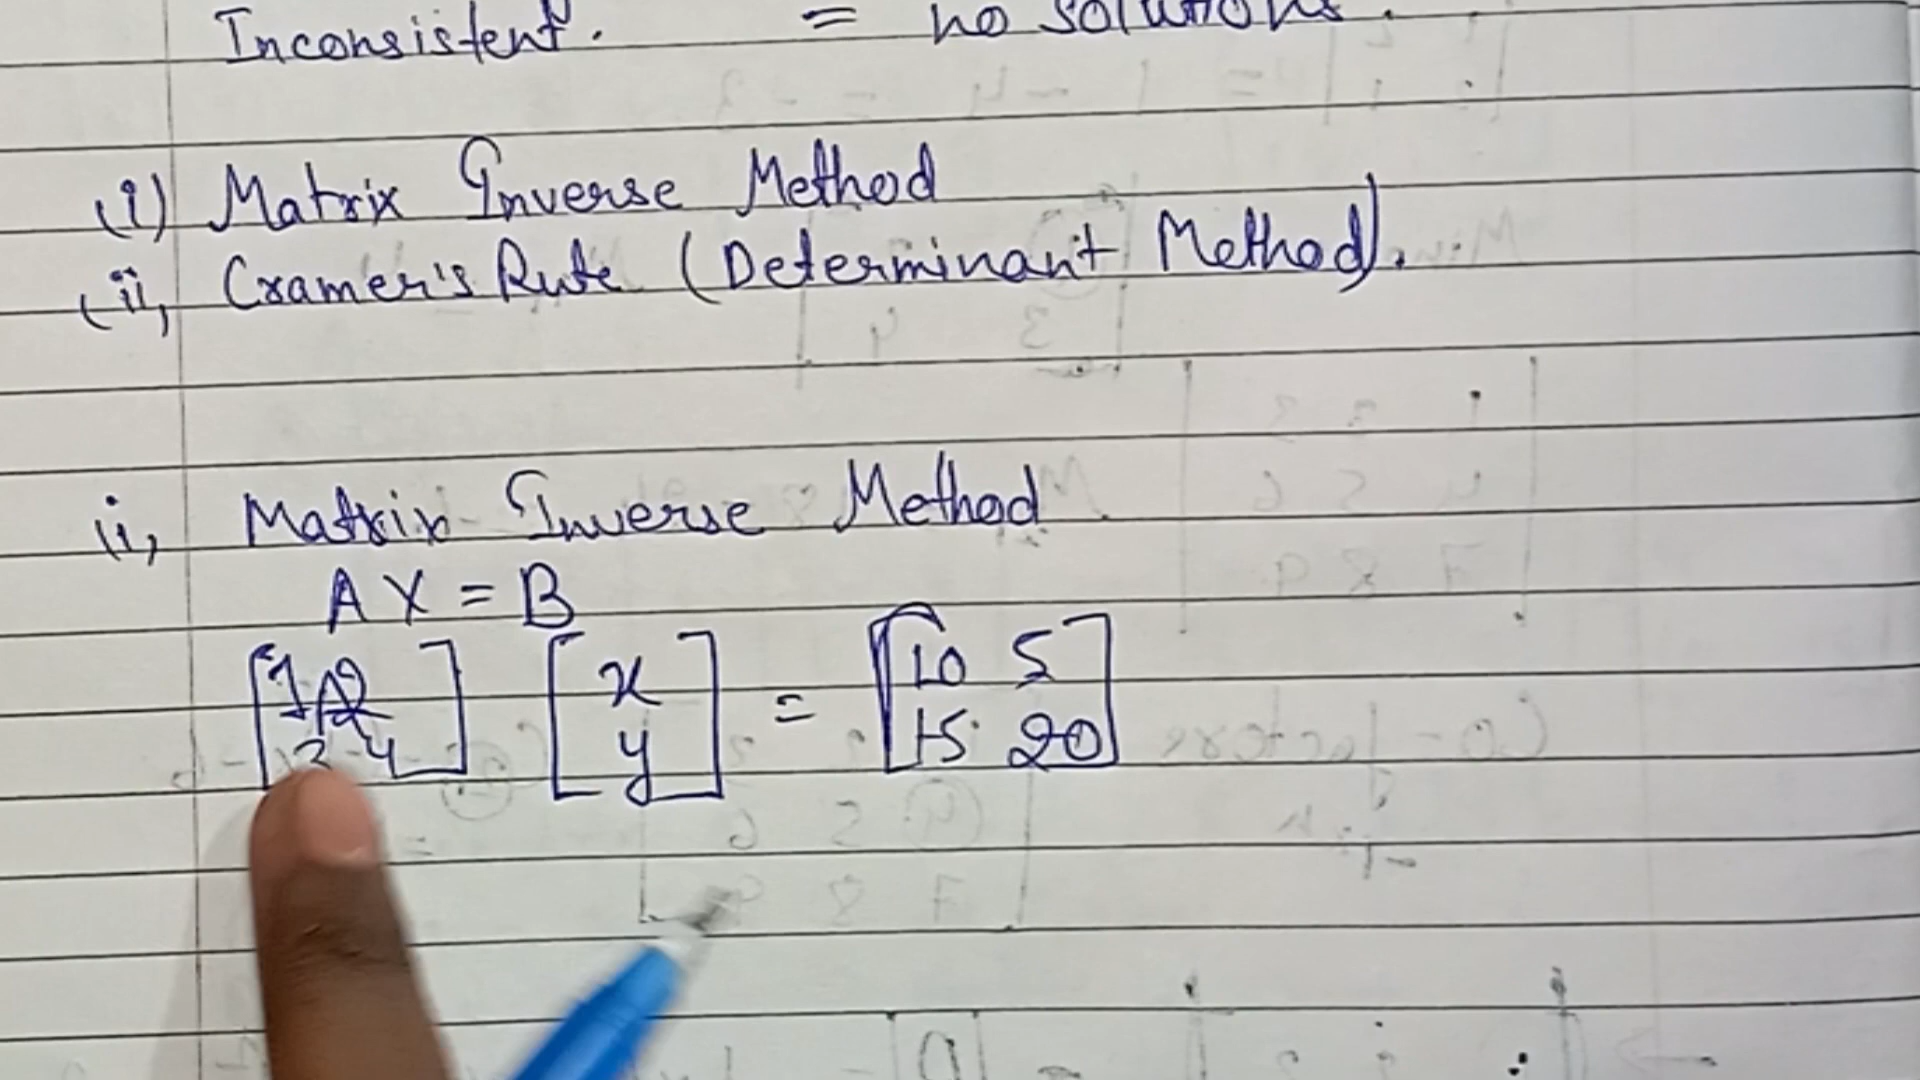 Inconsistent. = no solutions.
(i) Matrix Inverse Method
(ii, Cramer's Rule (Determinant Method).
ii, Matrix Inverse Method
A X = B
[1 2 [x = [10 5]
3 4] y] 15 20]